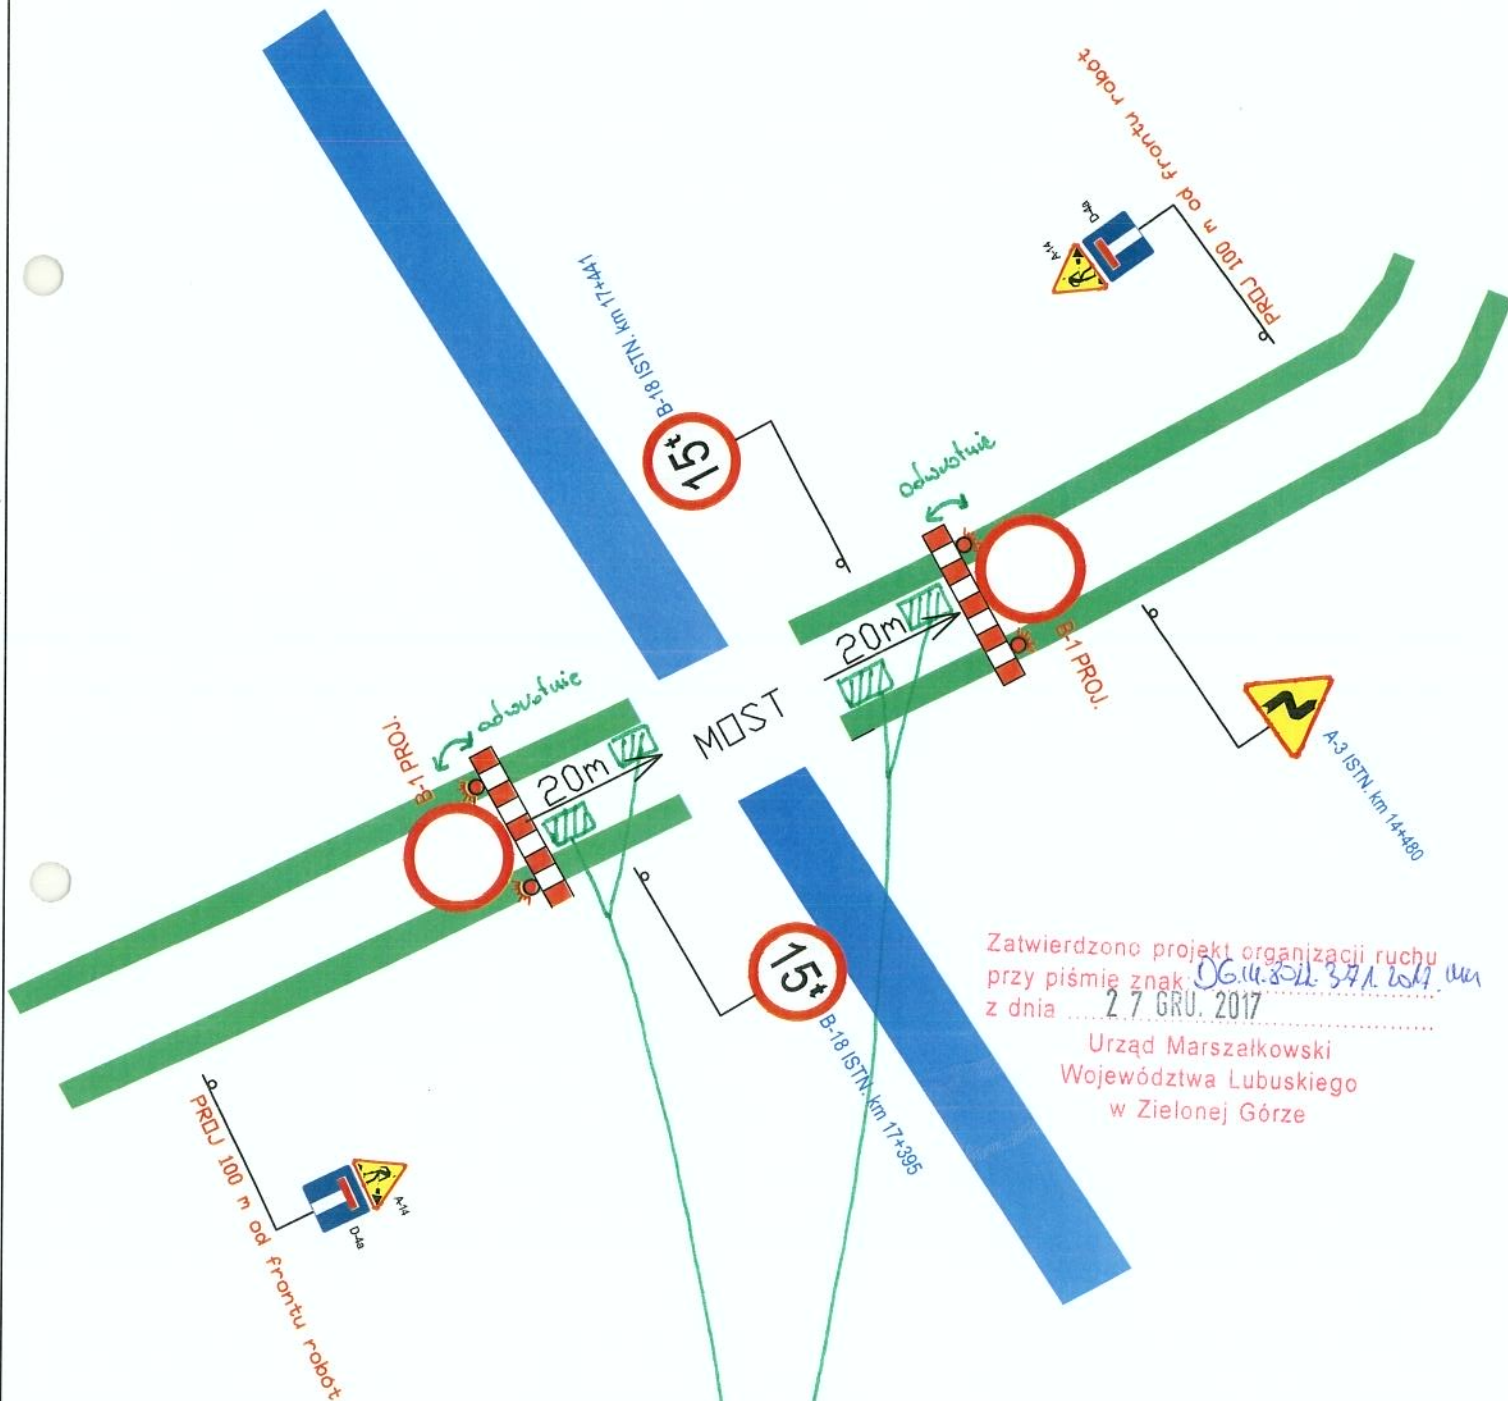 PROJ 100 m od frontu robót
D-4a
A-14
B-18 ISTN. km 17+441
15t
odwrotnie
20m
B-1 PROJ.
MOST
odwrotnie
B-1 PROJ.
20m
A-3 ISTN. km 14+480
15t
B-18 ISTN. km 17+395
Zatwierdzono projekt organizacji ruchu
przy piśmie znak
z dnia 27 GRU. 2017
Urząd Marszałkowski
Województwa Lubuskiego
w Zielonej Górze
PROJ 100 m od frontu robót
A-14
D-4a